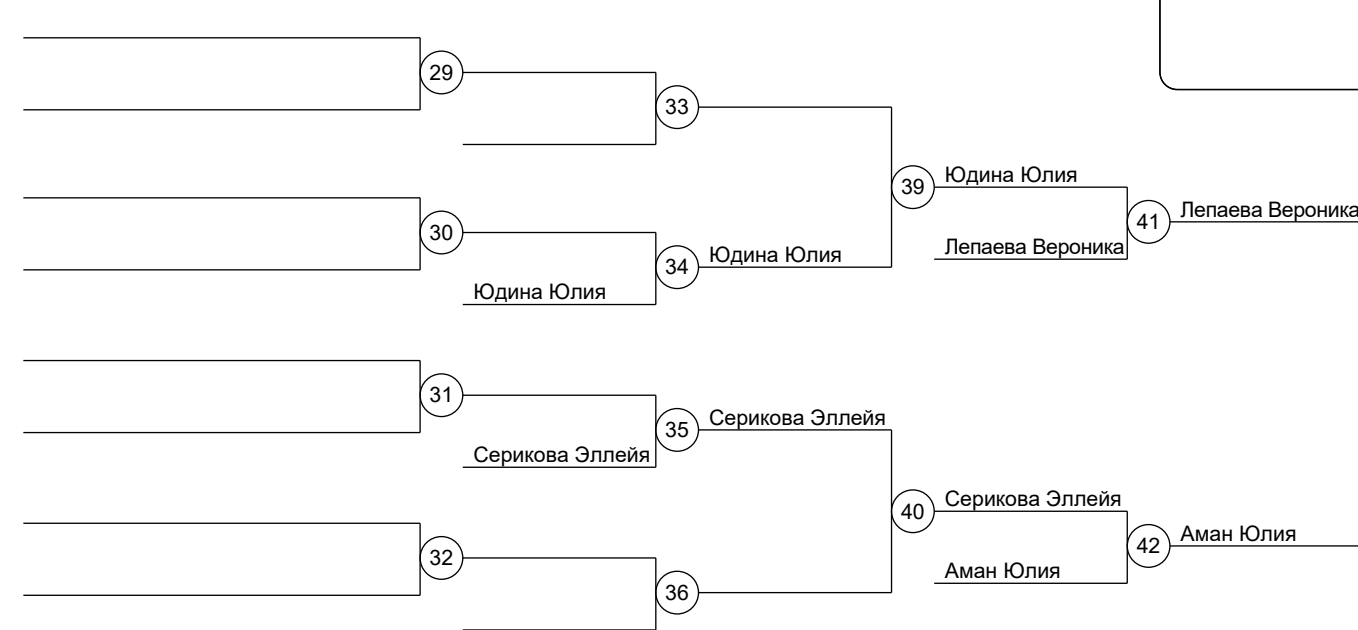 29
33
Юдина Юлия
39
Лепаева Вероника
41
Лепаева Вероника
30
Юдина Юлия
34
Юдина Юлия
31
Серикова Эллейя
35
Серикова Эллейя
Серикова Эллейя
40
Аман Юлия
42
Аман Юлия
32
36